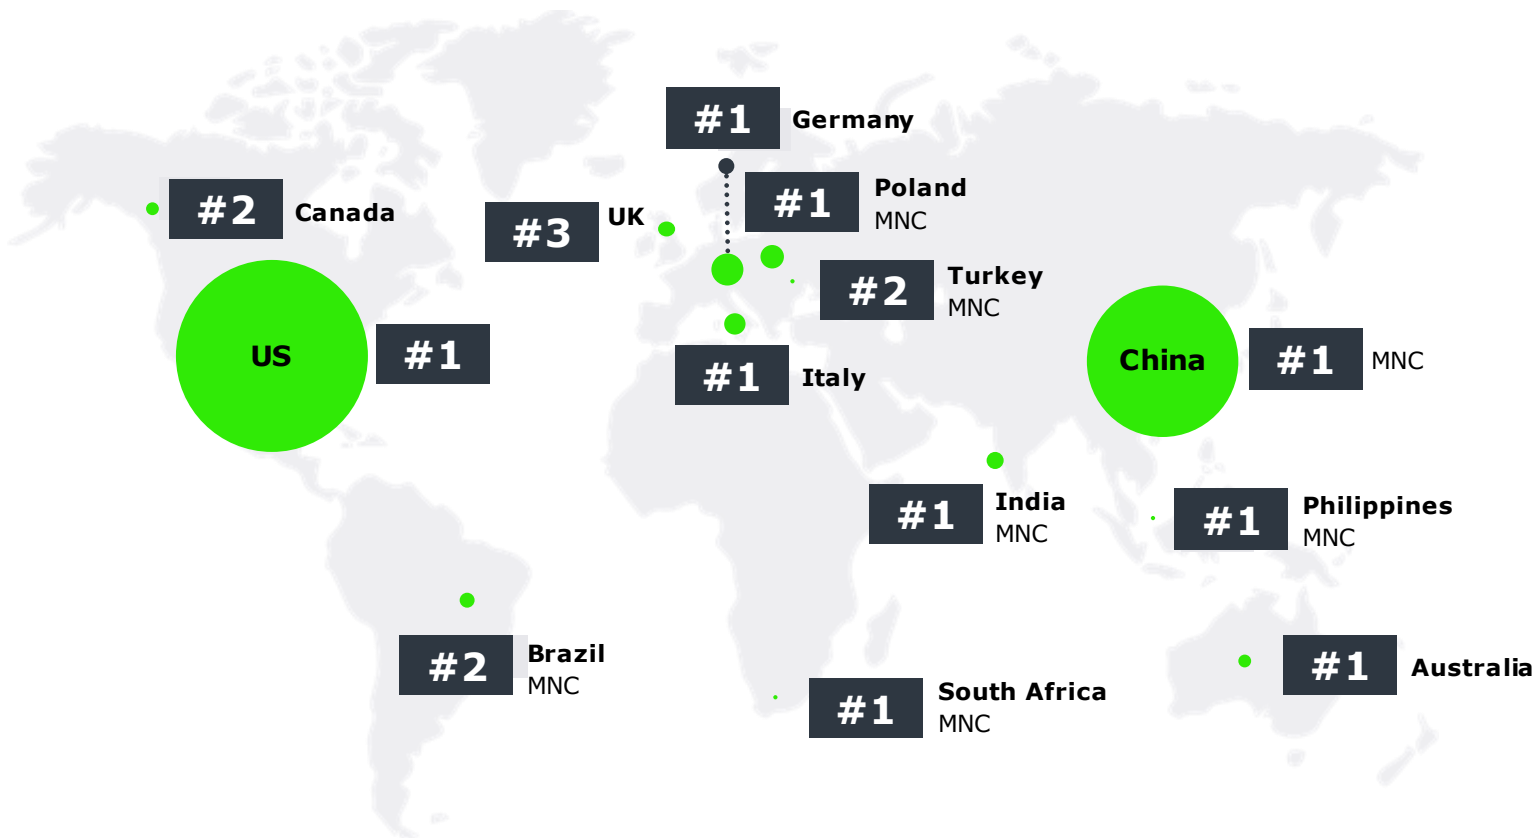 #1
Germany
#2
Canada
#3
UK
#1
Poland
MNC
#2
Turkey
MNC
US
#1
#1
Italy
China
#1
MNC
#1
India
MNC
#1
Philippines
MNC
#2
Brazil
MNC
#1
South Africa
MNC
#1
Australia